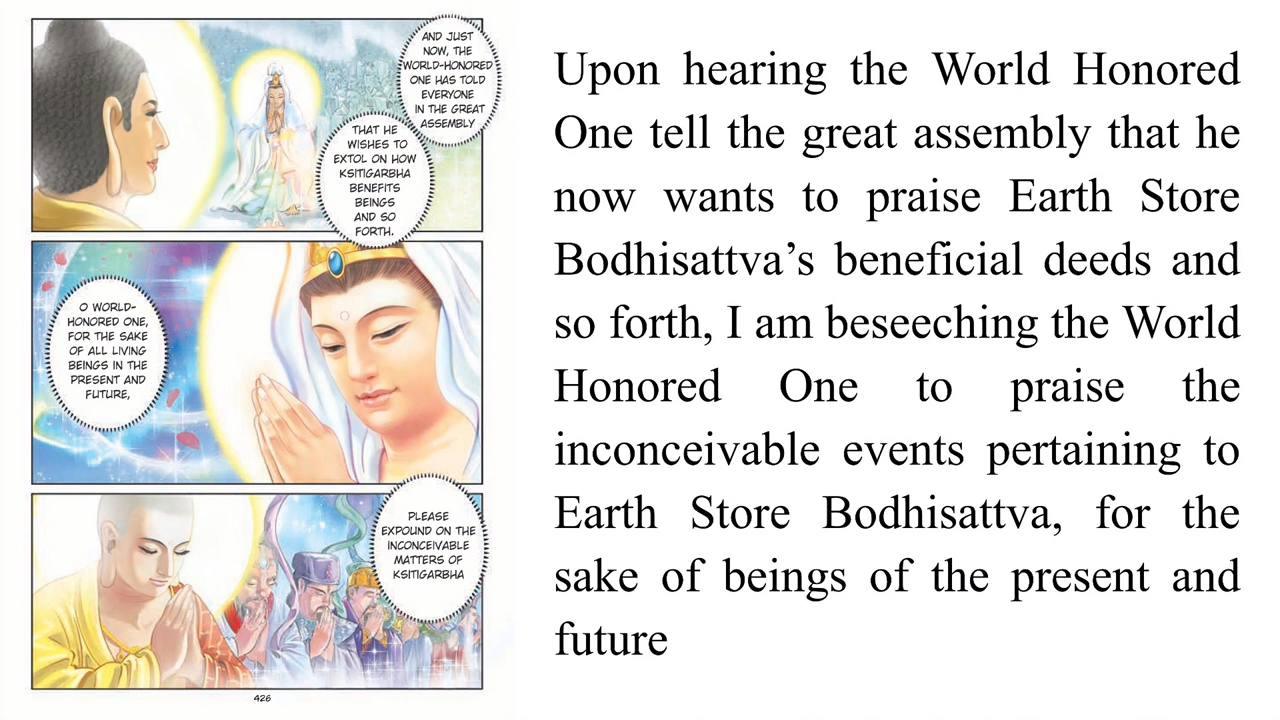 AND JUST
NOW, THE
WORLD-HONORED
ONE HAS TOLD
EVERYONE
IN THE GREAT
ASSEMBLY
THAT HE
WISHES TO
EXTOL ON HOW
KSITIGARBHA
BENEFITS
BEINGS
AND SO
FORTH.
O WORLD-
HONORED ONE,
FOR THE SAKE
OF ALL LIVING
BEINGS IN THE
PRESENT AND
FUTURE,
PLEASE
EXPOUND ON THE
INCONCEIVABLE
MATTERS OF
KSITIGARBHA
426
Upon hearing the World Honored
One tell the great assembly that he
now wants to praise Earth Store
Bodhisattva’s beneficial deeds and
so forth, I am beseeching the World
Honored One to praise the
inconceivable events pertaining to
Earth Store Bodhisattva, for the
sake of beings of the present and
future